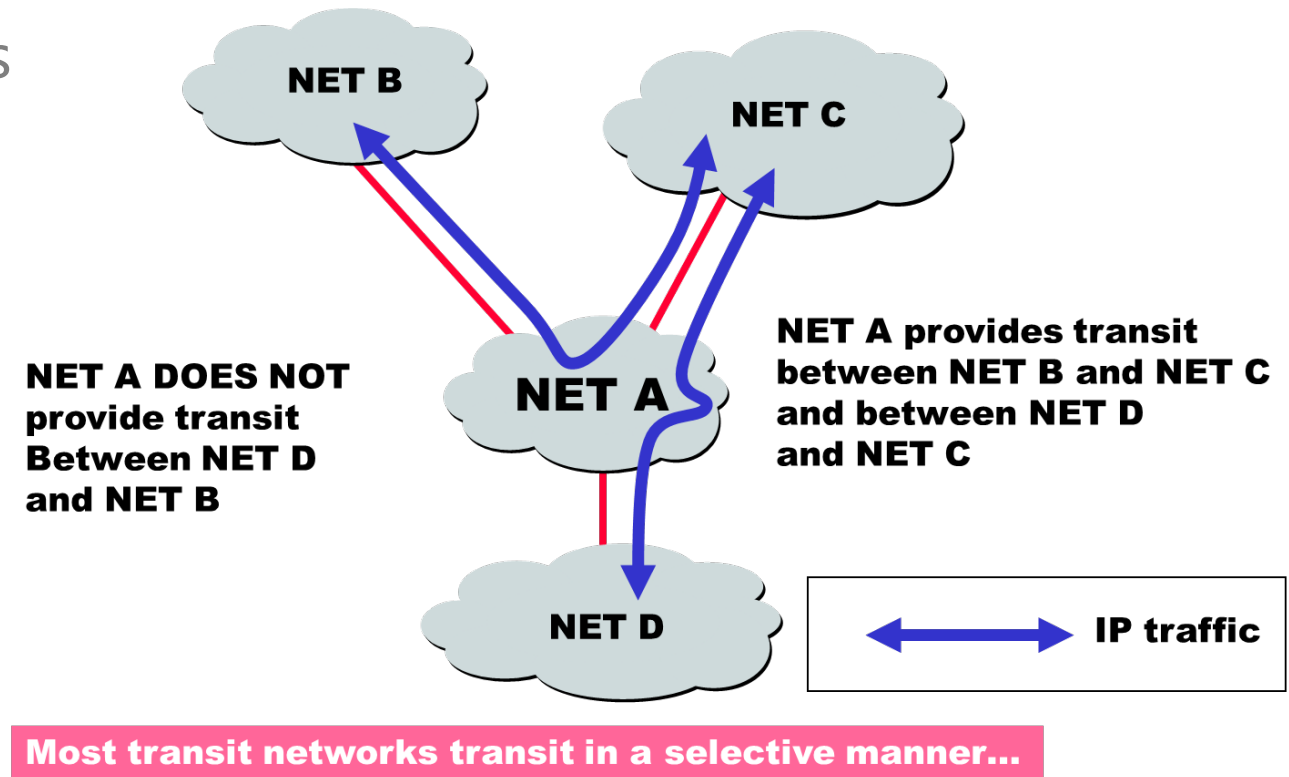 s
NET B
NET C
NET A provides transit
between NET B and NET C
and between NET D
and NET C
NET A DOES NOT
provide transit
Between NET D
and NET B
NET A
NET D
IP traffic
Most transit networks transit in a selective manner...